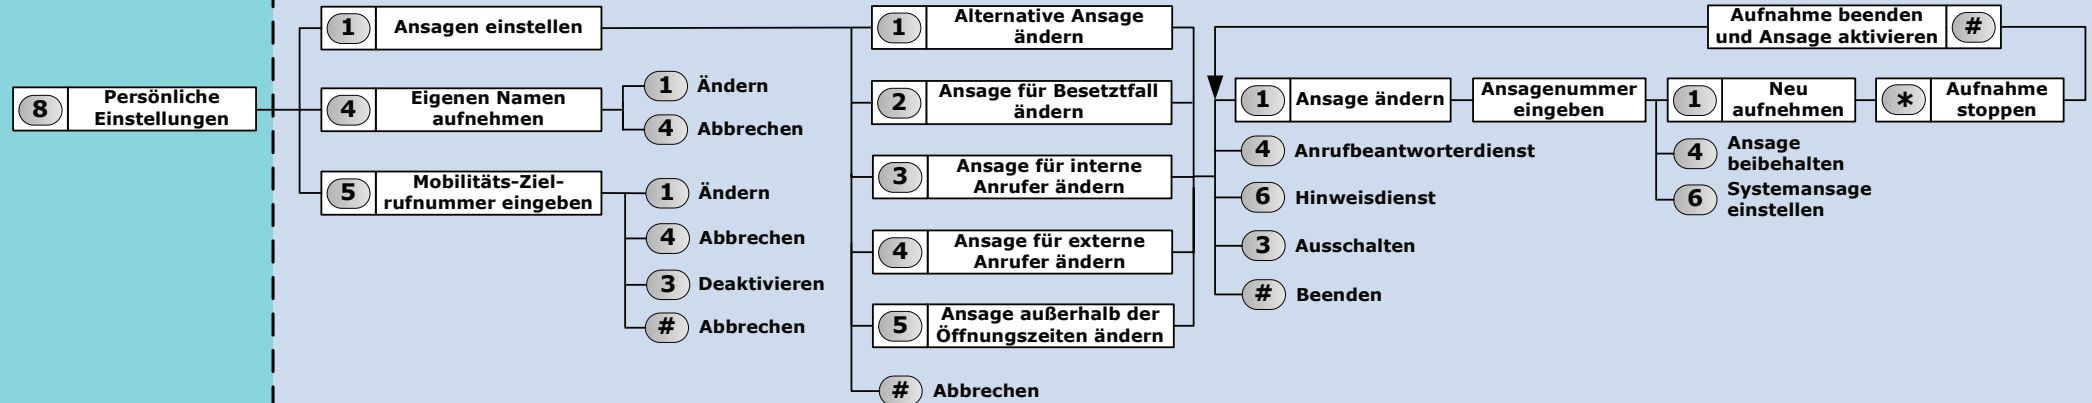 8 Persönliche
Einstellungen
1 Ansagen einstellen
4 Eigenen Namen
aufnehmen
1 Ändern
4 Abbrechen
5 Mobilitäts-Ziel-
rufnummer eingeben
1 Ändern
4 Abbrechen
3 Deaktivieren
# Abbrechen
1 Alternative Ansage
ändern
2 Ansage für Besetztfall
ändern
3 Ansage für interne
Anrufer ändern
4 Ansage für externe
Anrufer ändern
5 Ansage außerhalb der
Öffnungszeiten ändern
# Abbrechen
1 Ansage ändern
4 Anrufbeantworterdienst
6 Hinweisdienst
3 Ausschalten
# Beenden
Ansagenummer
eingeben
1 Neu
aufnehmen
4 Ansage
beibehalten
6 Systemansage
einstellen
* Aufnahme
stoppen
Aufnahme beenden
und Ansage aktivieren #